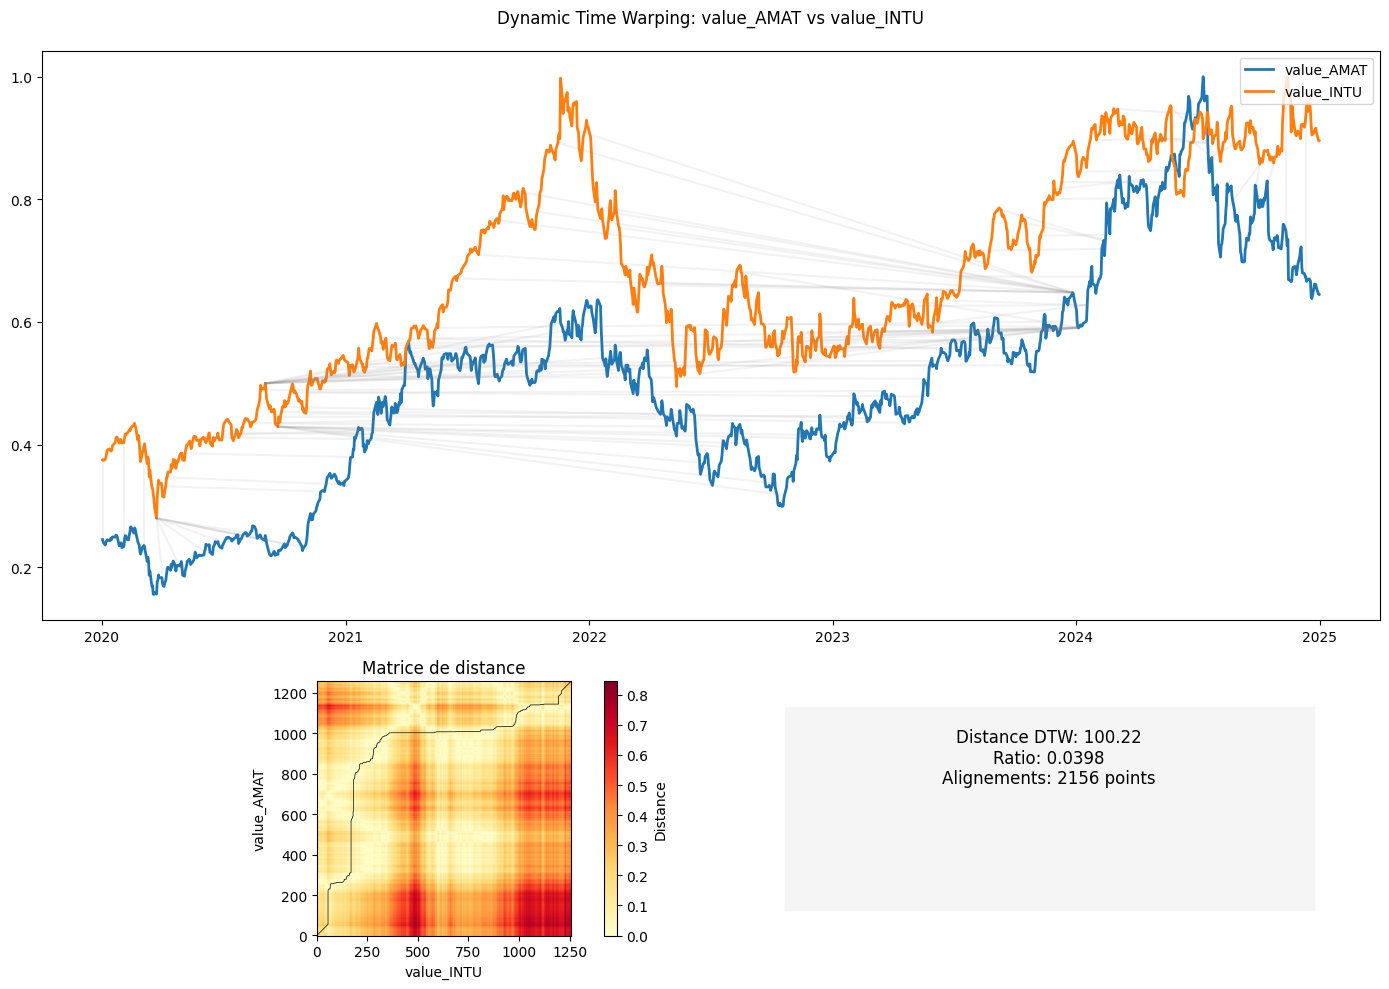 Dynamic Time Warping: value_AMAT vs value_INTU
value_AMAT
value_INTU
1.0
0.8
0.6
0.4
0.2
2020 2021 2022 2023 2024 2025
Matrice de distance
value_AMAT
1200
1000
800
600
400
200
0
0 250 500 750 1000 1250
value_INTU
0.8
0.7
0.6
0.5
0.4
0.3
0.2
0.1
0.0
Distance
Distance DTW: 100.22
Ratio: 0.0398
Alignements: 2156 points